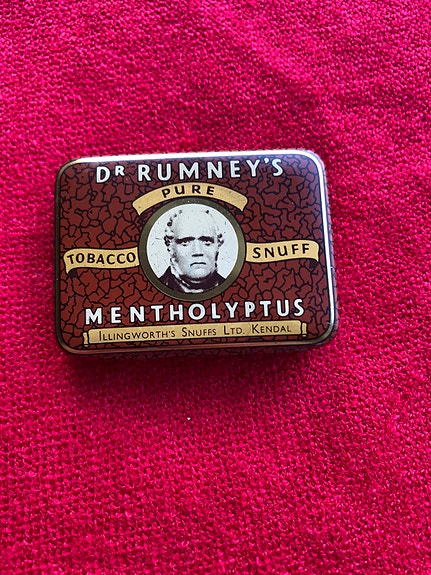 DR RUMNEY'S
PURE
TOBACCO SNUFF
MENTHOLYPTUS
ILLINGWORTH'S SNUFFS LTD. KENDAL